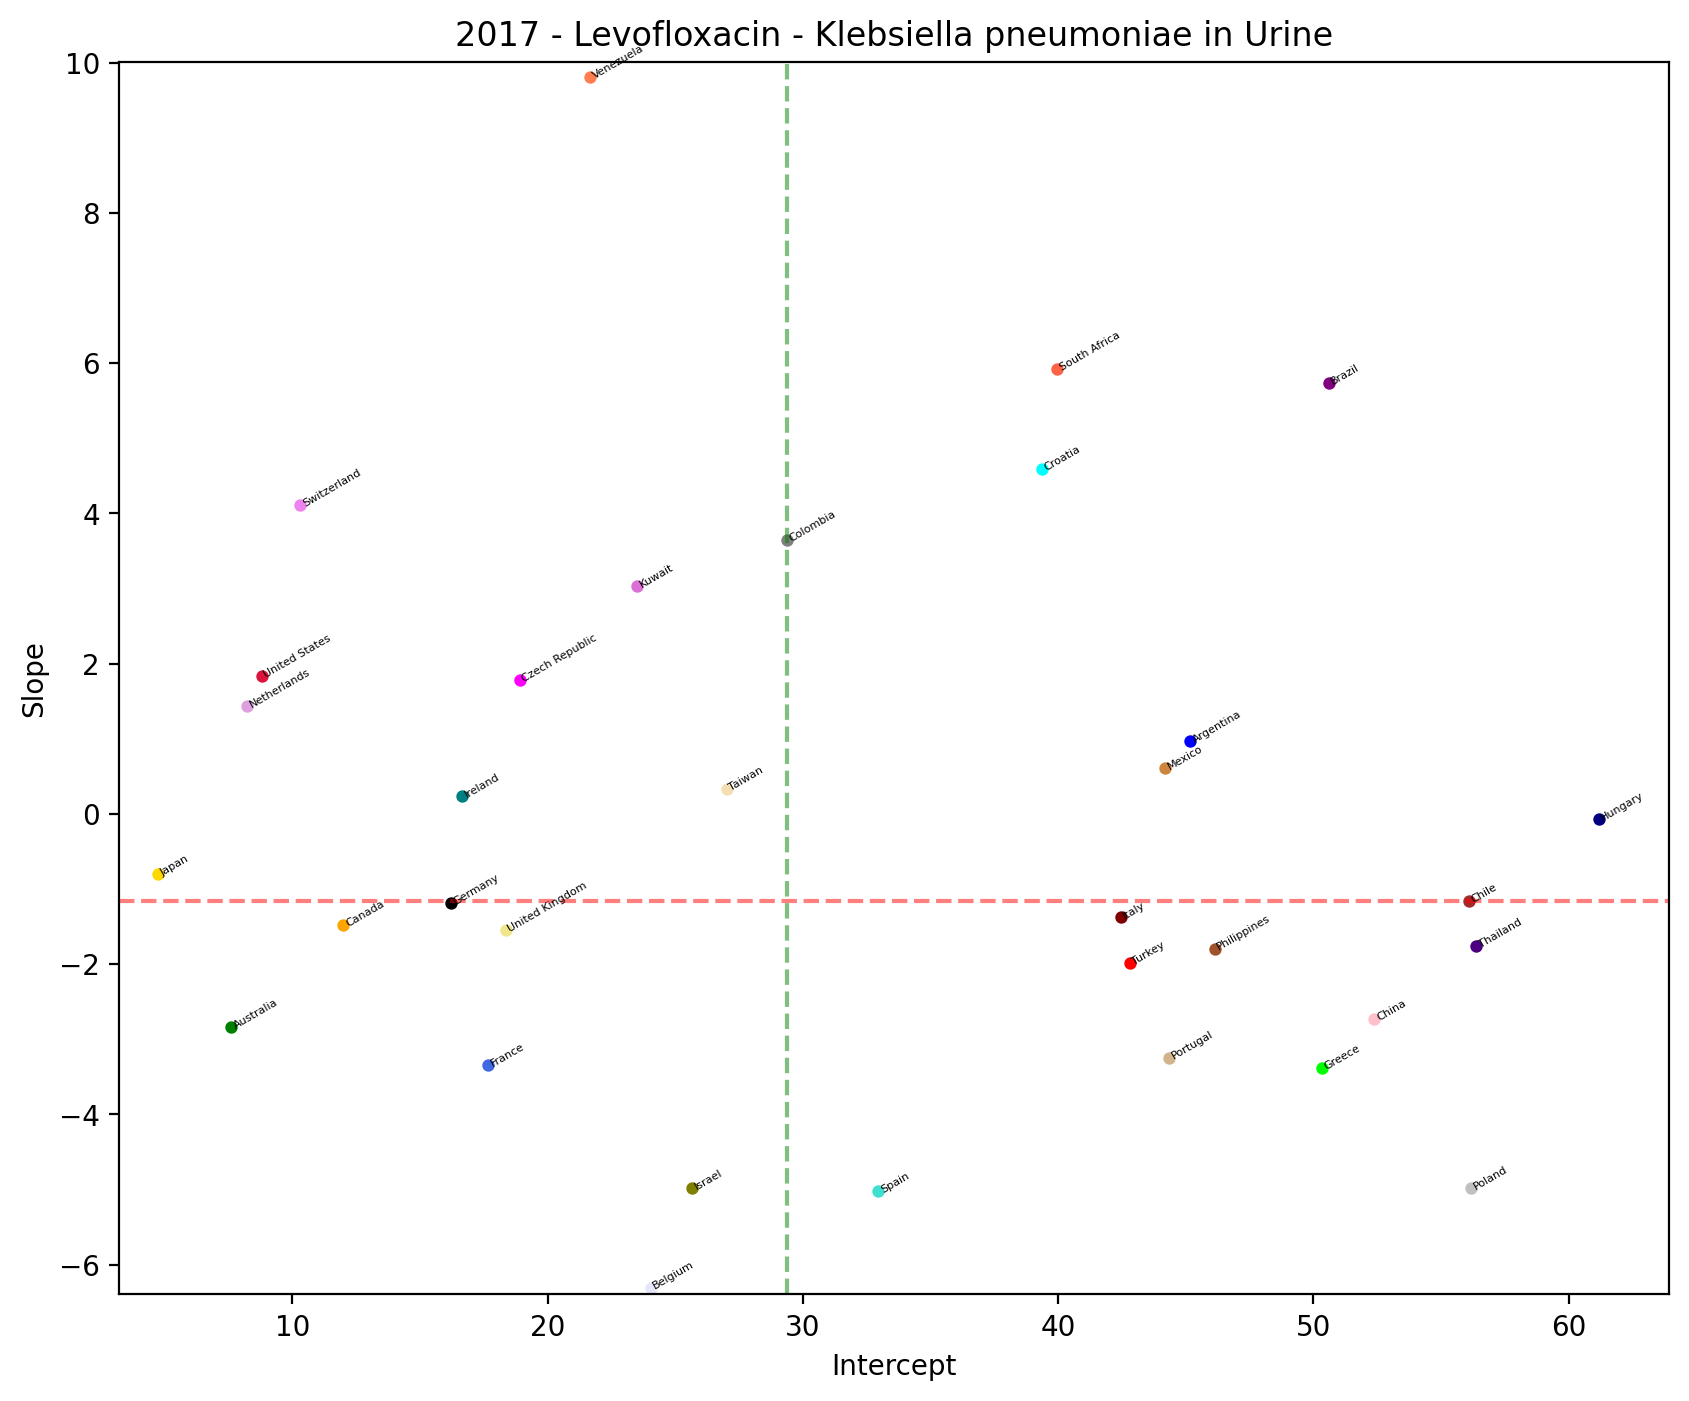 2017 - Levofloxacin - Klebsiella pneumoniae in Urine
10
8
6
4
2
0
−2
−4
−6
Slope
Venezuela
South Africa
Brazil
Croatia
Switzerland
Colombia
Kuwait
United States
Czech Republic
Netherlands
Argentina
Mexico
Taiwan
Ireland
Hungary
Japan
Germany
Chile
Canada
Italy
United Kingdom
Philippines
Thailand
Turkey
China
Australia
Portugal
France
Greece
Israel
Spain
Poland
Belgium
10 20 30 40 50 60
Intercept